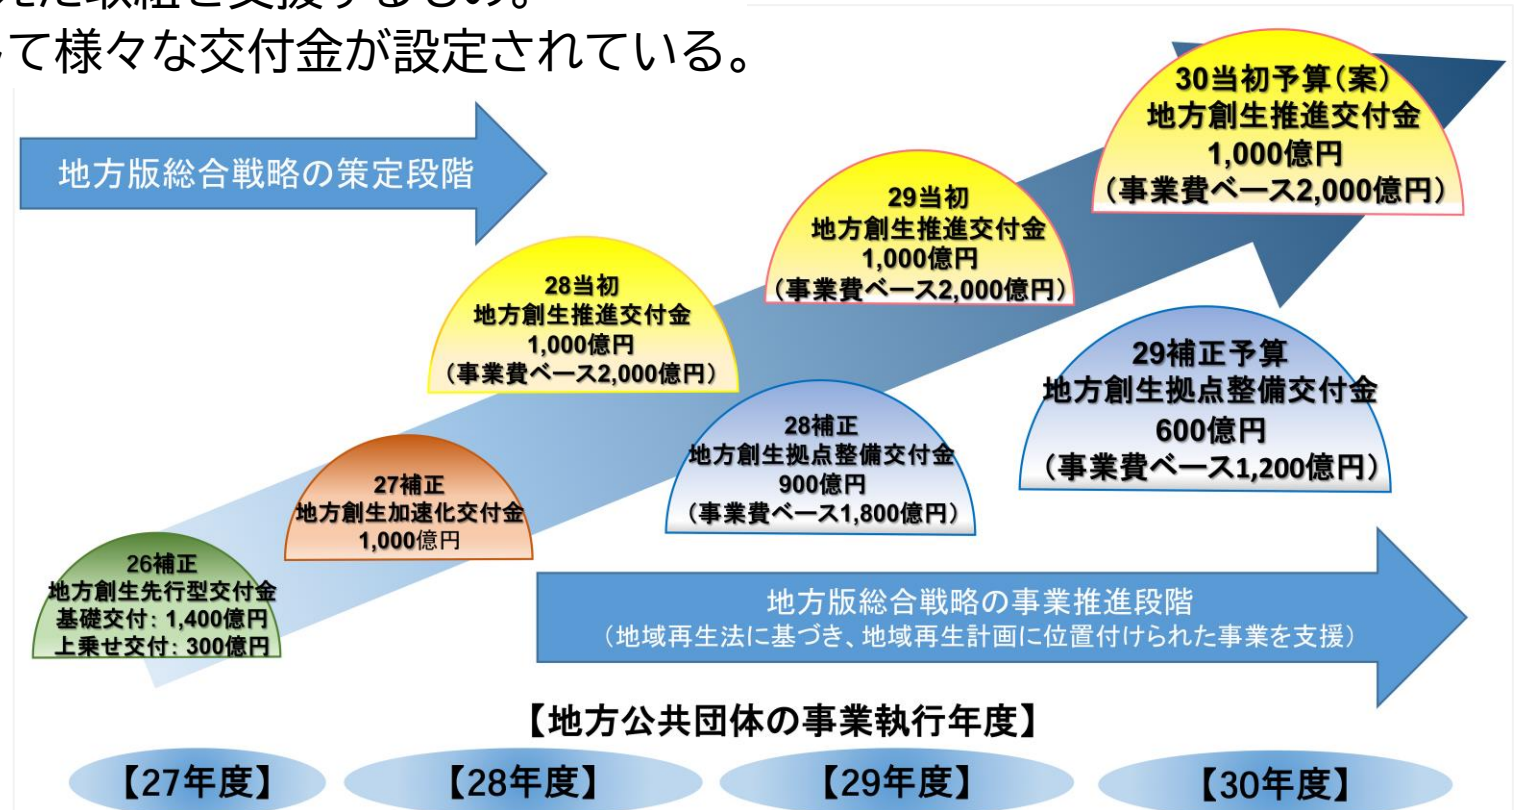 た取組を支援するもの。
て様々な交付金が設定されている。
地方版総合戦略の策定段階
30当初予算(案)
地方創生推進交付金
1,000億円
(事業費ベース2,000億円)
29当初
地方創生推進交付金
1,000億円
(事業費ベース2,000億円)
28当初
地方創生推進交付金
1,000億円
(事業費ベース2,000億円)
29補正予算
地方創生拠点整備交付金
600億円
(事業費ベース1,200億円)
28補正
地方創生拠点整備交付金
900億円
(事業費ベース1,800億円)
27補正
地方創生加速化交付金
1,000億円
26補正
地方創生先行型交付金
基礎交付: 1,400億円
上乗せ交付: 300億円
地方版総合戦略の事業推進段階
(地域再生法に基づき、地域再生計画に位置付けられた事業を支援)
【地方公共団体の事業執行年度】
【27年度】
【28年度】
【29年度】
【30年度】